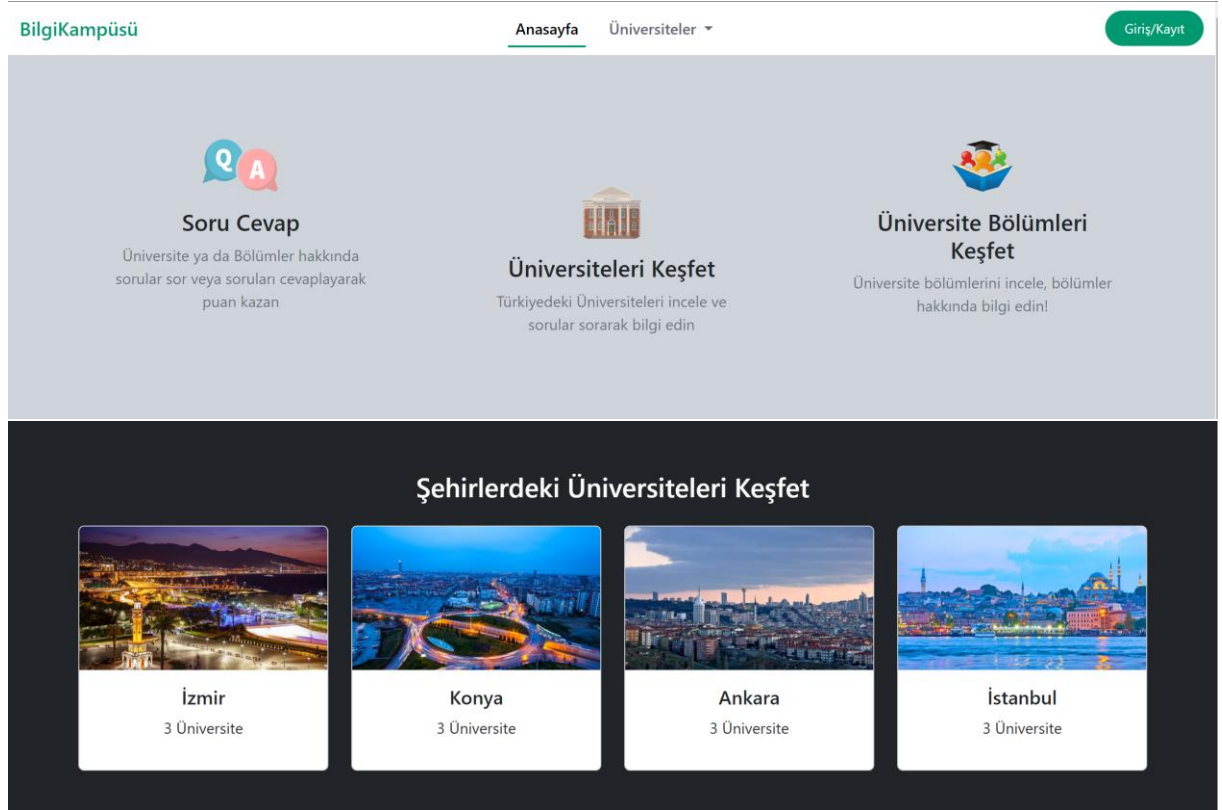 BilgiKampüsü
Anasayfa
Üniversiteler
Giriş/Kayıt
Q A
Soru Cevap
Üniversite ya da Bölümler hakkında
sorular sor veya soruları cevaplayarak
puan kazan
Üniversiteleri Keşfet
Türkiyedeki Üniversiteleri incele ve
sorular sorarak bilgi edin
Üniversite Bölümleri
Keşfet
Üniversite bölümlerini incele, bölümler
hakkında bilgi edin!
Şehirlerdeki Üniversiteleri Keşfet
İzmir
3 Üniversite
Konya
3 Üniversite
Ankara
3 Üniversite
İstanbul
3 Üniversite